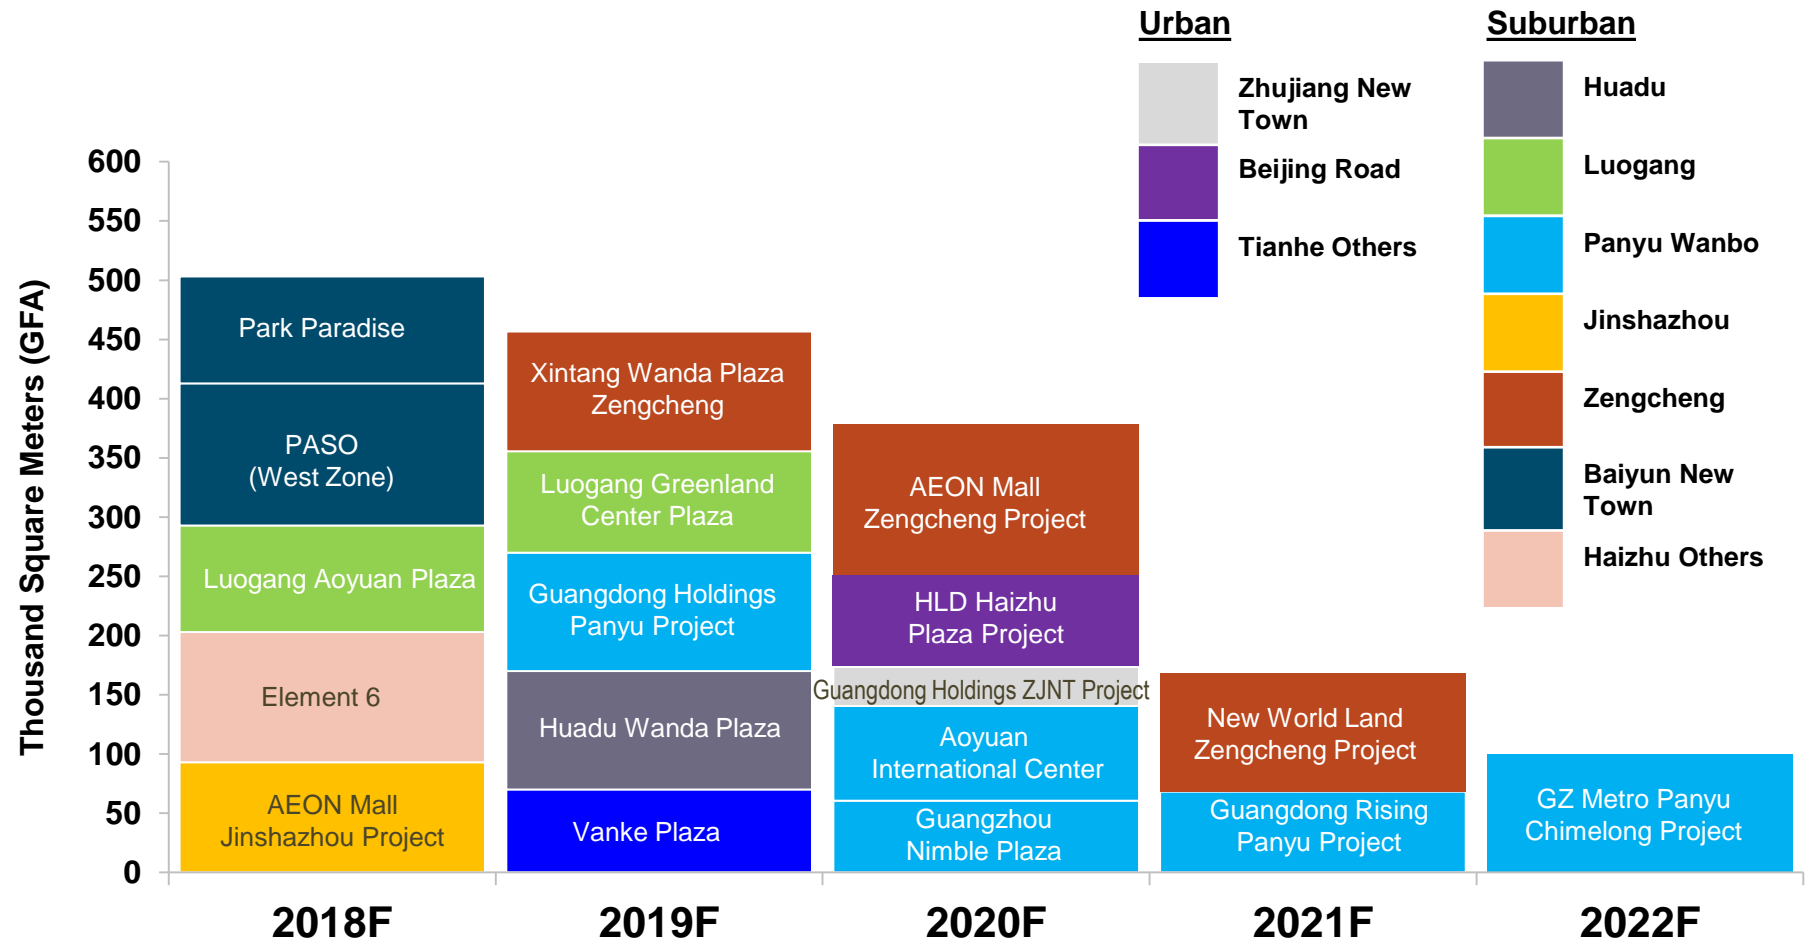 Urban
Zhujiang New
Town
Beijing Road
Tianhe Others
Suburban
Huadu
Luogang
Panyu Wanbo
Jinshazhou
Zengcheng
Baiyun New
Town
Haizhu Others
Thousand Square Meters (GFA)
600
550
500
450
400
350
300
250
200
150
100
50
0
Park Paradise
PASO
(West Zone)
Luogang Aoyuan Plaza
Element 6
AEON Mall
Jinshazhou Project
Xintang Wanda Plaza
Zengcheng
Luogang Greenland
Center Plaza
Guangdong Holdings
Panyu Project
Huadu Wanda Plaza
Vanke Plaza
AEON Mall
Zengcheng Project
HLD Haizhu
Plaza Project
Guangdong Holdings ZJNT Project
Aoyuan
International Center
Guangzhou
Nimble Plaza
New World Land
Zengcheng Project
Guangdong Rising
Panyu Project
GZ Metro Panyu
Chimelong Project
2018F
2019F
2020F
2021F
2022F